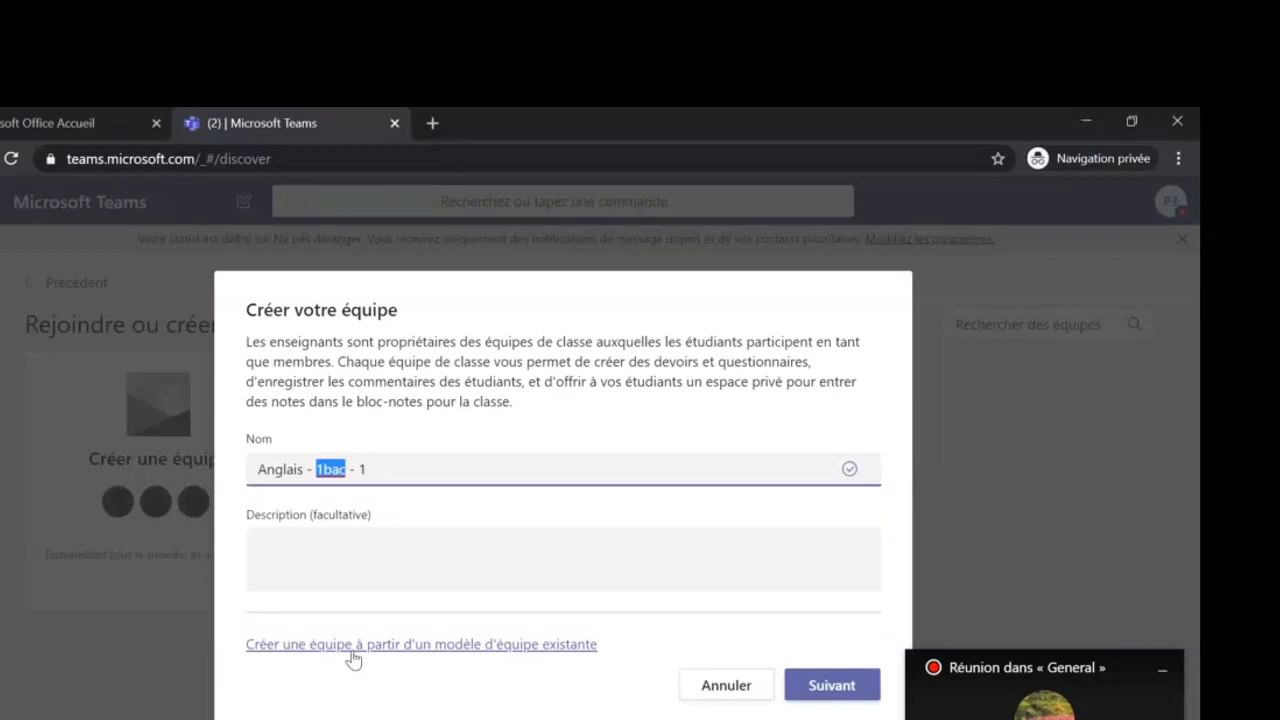 soft Office Accueil
(2) | Microsoft Teams
teams.microsoft.com/_#/discover
Navigation privée
Microsoft Teams
Recherchez ou tapez une commande
P3
Votre statut est défini sur Ne pas déranger. Vous recevrez uniquement des notifications de message urgent et de vos contacts prioritaires. Modifiez les paramètres.
Précédent
Rejoindre ou créer
Rechercher des équipes
Créer une équip
Rassemblez tout le monde, et
Créer votre équipe
Les enseignants sont propriétaires des équipes de classe auxquelles les étudiants participent en tant
que membres. Chaque équipe de classe vous permet de créer des devoirs et questionnaires,
d'enregistrer les commentaires des étudiants, et d'offrir à vos étudiants un espace privé pour entrer
des notes dans le bloc-notes pour la classe.
Nom
Anglais - 1bac - 1
Description (facultative)
Créer une équipe à partir d'un modèle d'équipe existante
Annuler
Suivant
Réunion dans « General »